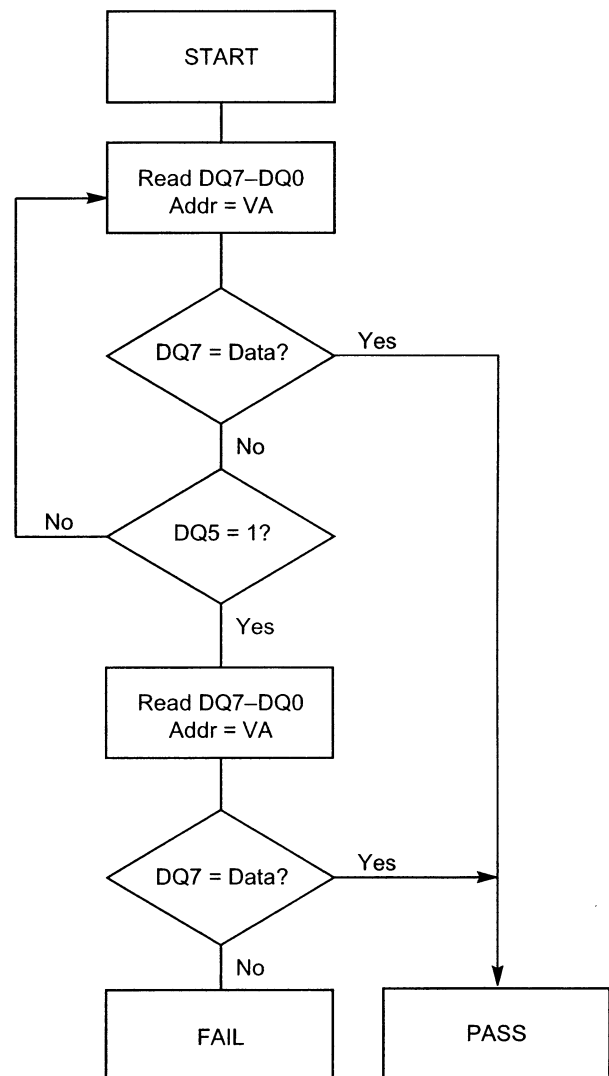 START
Read DQ7–DQ0
Addr = VA
DQ7 = Data?
Yes
No
No
DQ5 = 1?
Yes
Read DQ7–DQ0
Addr = VA
DQ7 = Data?
Yes
No
FAIL
PASS